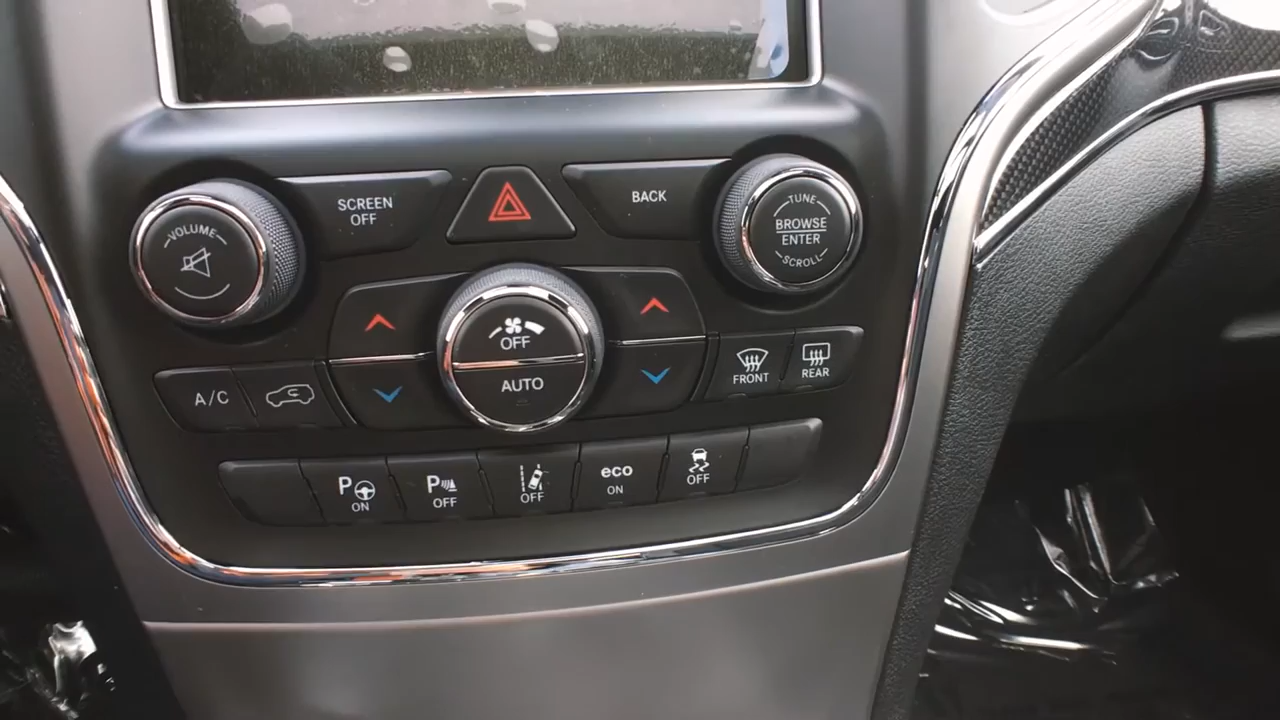 VOLUME
SCREEN
OFF
BACK
TUNE
BROWSE
ENTER
SCROLL
OFF
AUTO
A/C
FRONT
REAR
P
ON
P
OFF
OFF
eco
ON
OFF